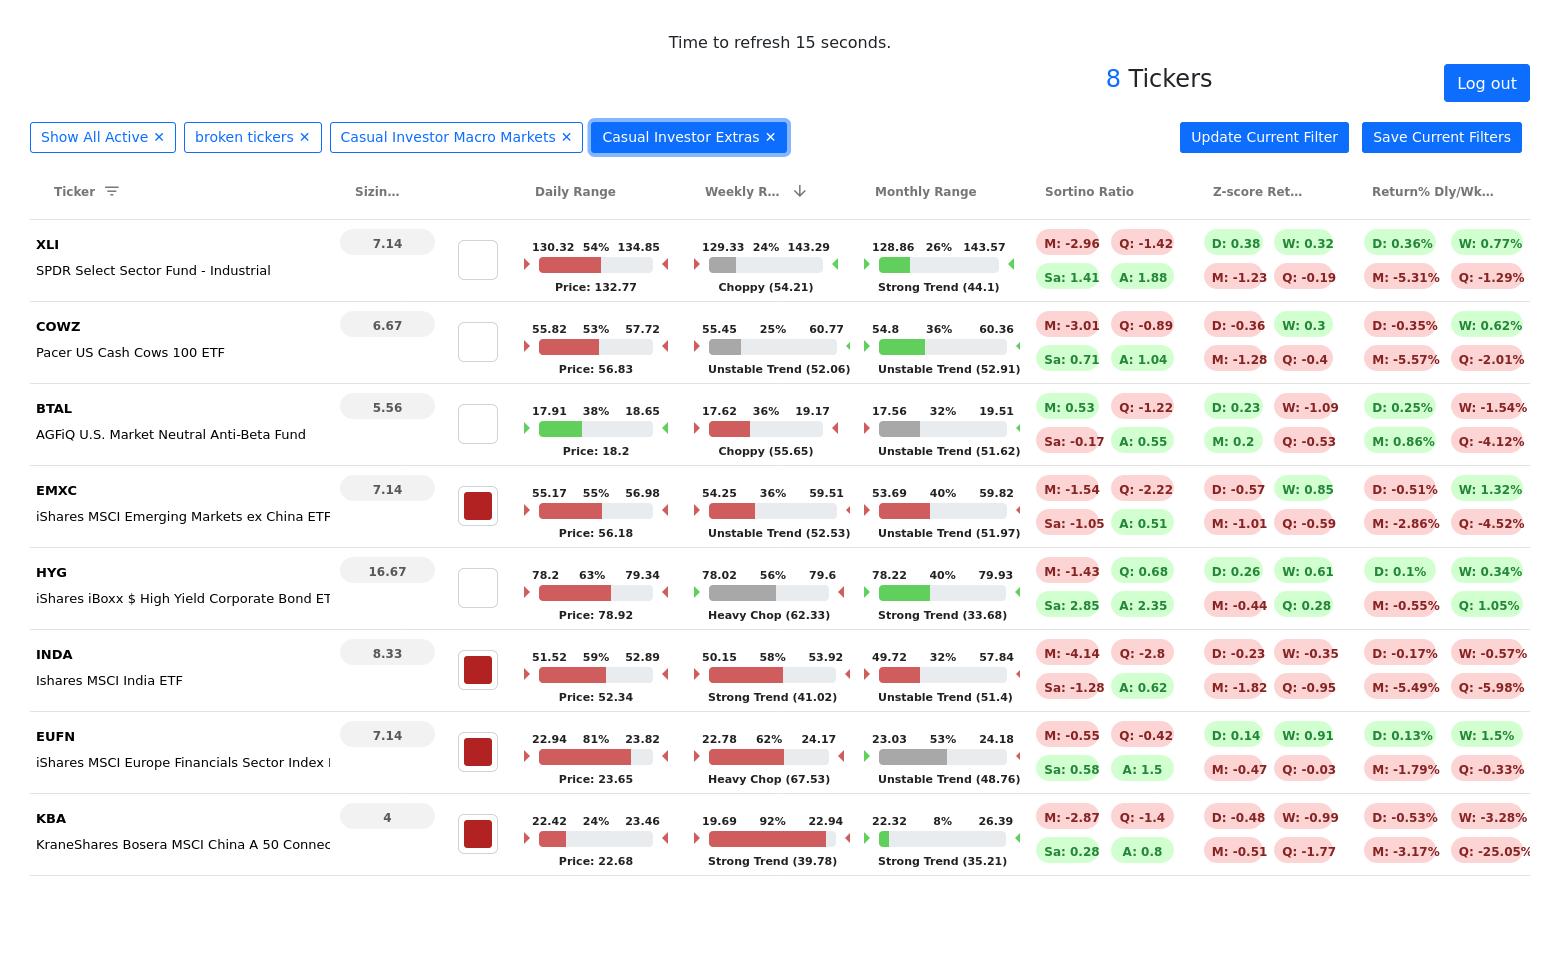 Time to refresh 15 seconds.
8 Tickers
Log out
Show All Active ✕ broken tickers ✕ Casual Investor Macro Markets ✕ Casual Investor Extras ✕ Update Current Filter Save Current Filters
Ticker Sizin… Daily Range Weekly R… Monthly Range Sortino Ratio Z-score Ret… Return% Dly/Wk…
XLI 7.14 130.32 54% 134.85 129.33 24% 143.29 128.86 26% 143.57 M: -2.96 Q: -1.42 D: 0.38 W: 0.32 D: 0.36% W: 0.77%
SPDR Select Sector Fund - Industrial Sa: 1.41 A: 1.88 M: -1.23 Q: -0.19 M: -5.31% Q: -1.29%
Price: 132.77 Choppy (54.21) Strong Trend (44.1)
COWZ 6.67 55.82 53% 57.72 55.45 25% 60.77 54.8 36% 60.36 M: -3.01 Q: -0.89 D: -0.36 W: 0.3 D: -0.35% W: 0.62%
Pacer US Cash Cows 100 ETF Sa: 0.71 A: 1.04 M: -1.28 Q: -0.4 M: -5.57% Q: -2.01%
Price: 56.83 Unstable Trend (52.06) Unstable Trend (52.91)
BTAL 5.56 17.91 38% 18.65 17.62 36% 19.17 17.56 32% 19.51 M: 0.53 Q: -1.22 D: 0.23 W: -1.09 D: 0.25% W: -1.54%
AGFiQ U.S. Market Neutral Anti-Beta Fund Sa: -0.17 A: 0.55 M: 0.2 Q: -0.53 M: 0.86% Q: -4.12%
Price: 18.2 Choppy (55.65) Unstable Trend (51.62)
EMXC 7.14 55.17 55% 56.98 54.25 36% 59.51 53.69 40% 59.82 M: -1.54 Q: -2.22 D: -0.57 W: 0.85 D: -0.51% W: 1.32%
iShares MSCI Emerging Markets ex China ETF Sa: -1.05 A: 0.51 M: -1.01 Q: -0.59 M: -2.86% Q: -4.52%
Price: 56.18 Unstable Trend (52.53) Unstable Trend (51.97)
HYG 16.67 78.2 63% 79.34 78.02 56% 79.6 78.22 40% 79.93 M: -1.43 Q: 0.68 D: 0.26 W: 0.61 D: 0.1% W: 0.34%
iShares iBoxx $ High Yield Corporate Bond ET Sa: 2.85 A: 2.35 M: -0.44 Q: 0.28 M: -0.55% Q: 1.05%
Price: 78.92 Heavy Chop (62.33) Strong Trend (33.68)
INDA 8.33 51.52 59% 52.89 50.15 58% 53.92 49.72 32% 57.84 M: -4.14 Q: -2.8 D: -0.23 W: -0.35 D: -0.17% W: -0.57%
Ishares MSCI India ETF Sa: -1.28 A: 0.62 M: -1.82 Q: -0.95 M: -5.49% Q: -5.98%
Price: 52.34 Strong Trend (41.02) Unstable Trend (51.4)
EUFN 7.14 22.94 81% 23.82 22.78 62% 24.17 23.03 53% 24.18 M: -0.55 Q: -0.42 D: 0.14 W: 0.91 D: 0.13% W: 1.5%
iShares MSCI Europe Financials Sector Index Sa: 0.58 A: 1.5 M: -0.47 Q: -0.03 M: -1.79% Q: -0.33%
Price: 23.65 Heavy Chop (67.53) Unstable Trend (48.76)
KBA 4 22.42 24% 23.46 19.69 92% 22.94 22.32 8% 26.39 M: -2.87 Q: -1.4 D: -0.48 W: -0.99 D: -0.53% W: -3.28%
KraneShares Bosera MSCI China A 50 Connec Sa: 0.28 A: 0.8 M: -0.51 Q: -1.77 M: -3.17% Q: -25.05%
Price: 22.68 Strong Trend (39.78) Strong Trend (35.21)